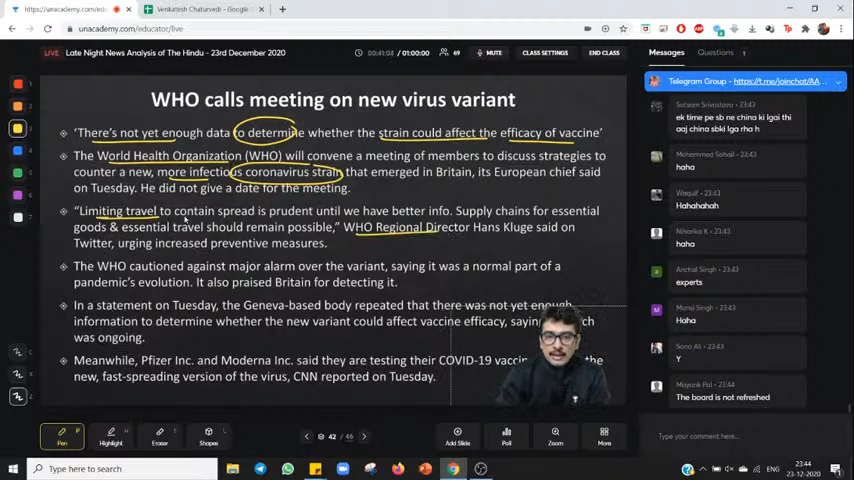 https://unacademy.com/edu
Venkatesh Chaturvedi - Google
unacademy.com/educator/live
LIVE Late Night News Analysis of The Hindu - 23rd December 2020
00:41:08 / 01:00:00
69
MUTE
CLASS SETTINGS
END CLASS
Messages
Questions
WHO calls meeting on new virus variant
'There's not yet enough data to determine whether the strain could affect the efficacy of vaccine'
The World Health Organization (WHO) will convene a meeting of members to discuss strategies to
counter a new, more infectious coronavirus strain that emerged in Britain, its European chief said
on Tuesday. He did not give a date for the meeting.
"Limiting travel to contain spread is prudent until we have better info. Supply chains for essential
goods & essential travel should remain possible," WHO Regional Director Hans Kluge said on
Twitter, urging increased preventive measures.
The WHO cautioned against major alarm over the variant, saying it was a normal part of a
pandemic's evolution. It also praised Britain for detecting it.
In a statement on Tuesday, the Geneva-based body repeated that there was not yet enough
information to determine whether the new variant could affect vaccine efficacy, saying
was ongoing.
Meanwhile, Pfizer Inc. and Moderna Inc. said they are testing their COVID-19 the
new, fast-spreading version of the virus, CNN reported on Tuesday.
1
2
3
4
5
6
7
Telegram Group - https://t.me/joinchat/AA...
Satyam Srivastava 23:43
ek time pe sb ne china ki lgai thi
aaj china sbki lga rha h
Mohammed Sohail 23:43
haha
Waquif 23:43
Hahahahah
Niharika K 23:43
haha
Anchal Singh 23:43
experts
Mansi Singh 23:43
Haha
Sana Ali 23:44
Y
Mayank Pal 23:44
The board is not refreshed
Type your comment here...
Pen
Highlight
Eraser
Shapes
42 / 46
Add Slide
Poll
Zoom
More
Type here to search
ENG
23:44
23-12-2020